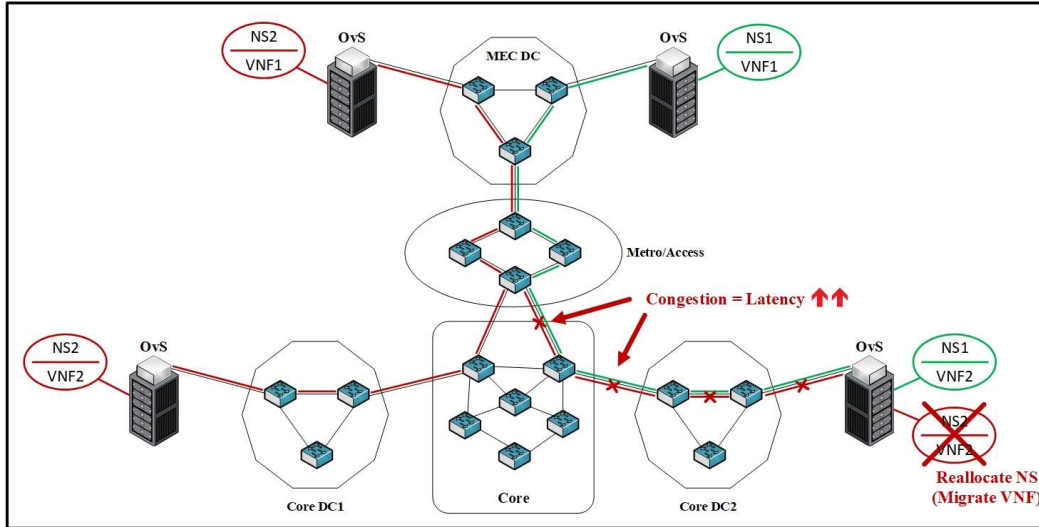 NS2
VNF1
OvS
MEC DC
OvS
NS1
VNF1
Metro/Access
Congestion = Latency
NS2
VNF2
OvS
Core DC1
Core
Core DC2
OvS
NS1
VNF2
NS2
VNF2
Reallocate NS
(Migrate VNF)